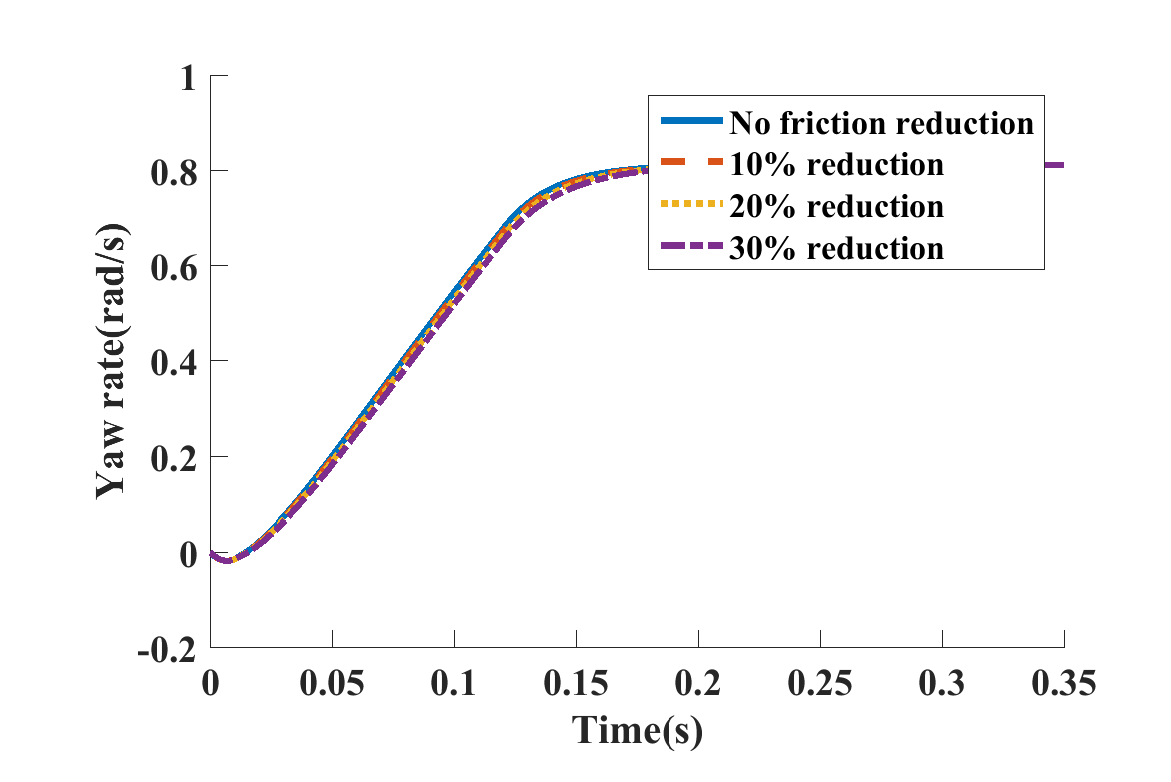 1
0.8
0.6
0.4
0.2
0
-0.2
Yaw rate(rad/s)
No friction reduction
10% reduction
20% reduction
30% reduction
0 0.05 0.1 0.15 0.2 0.25 0.3 0.35
Time(s)